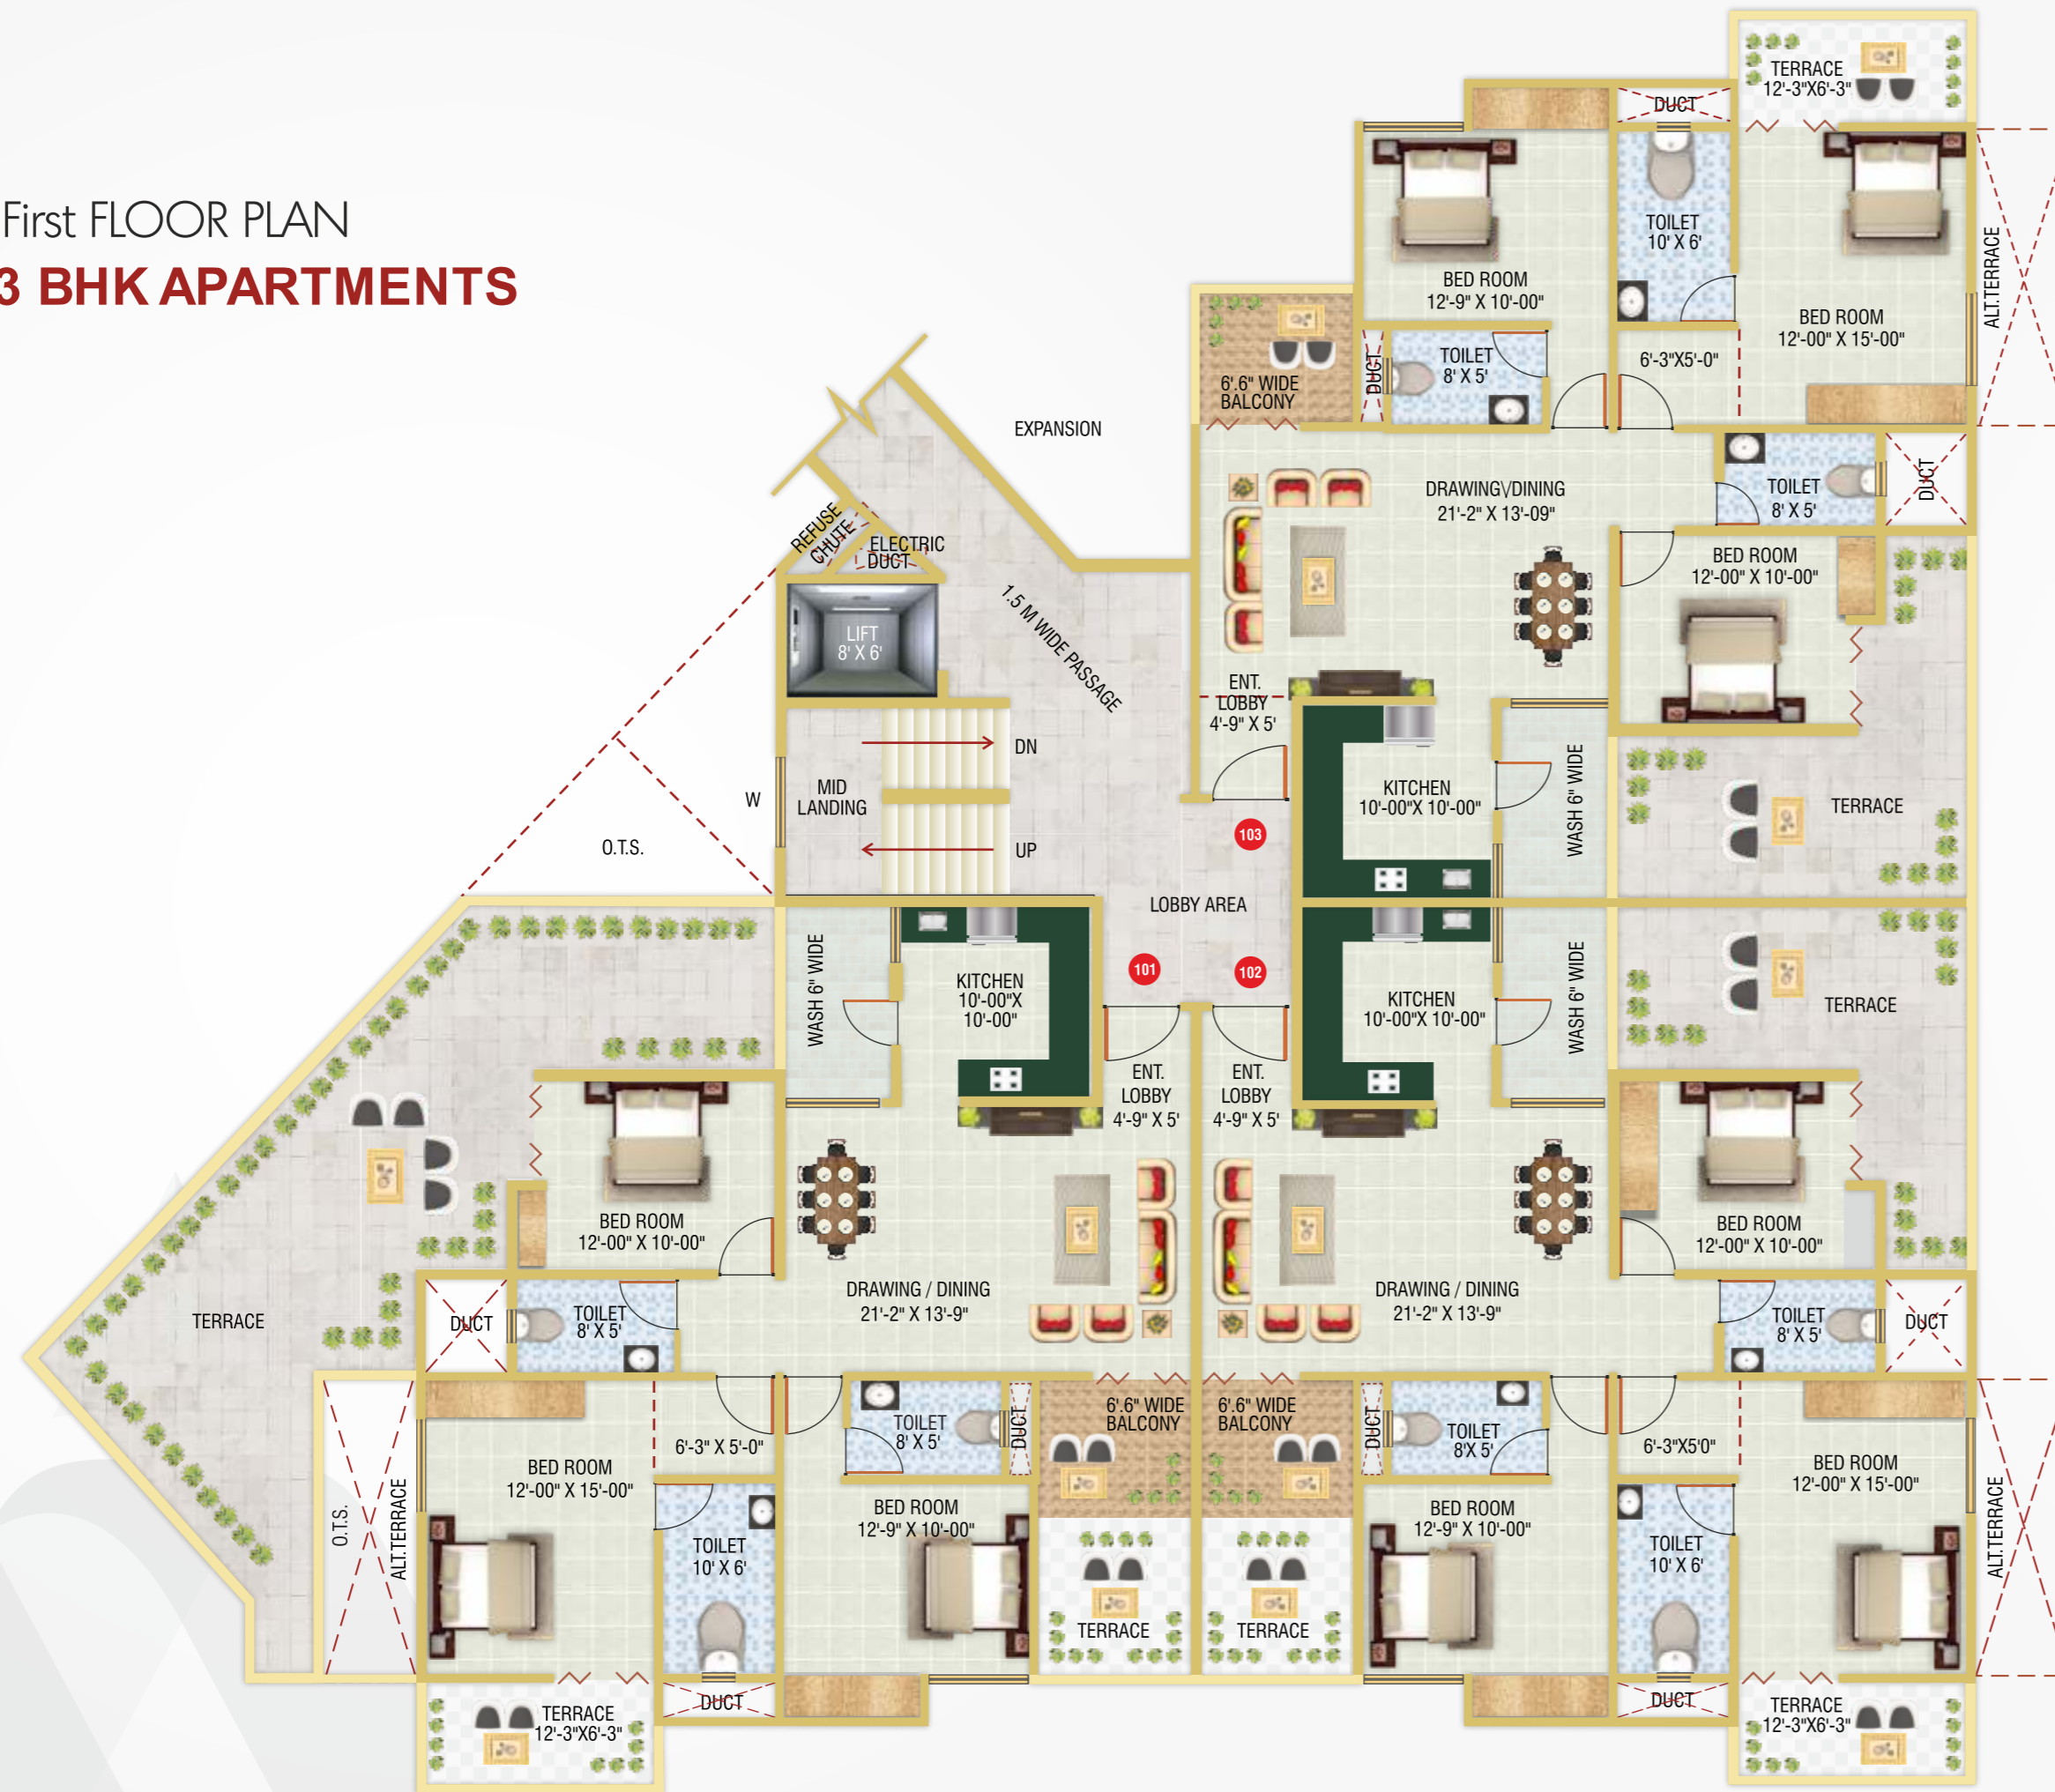 First FLOOR PLAN
3 BHK APARTMENTS
TERRACE
12'-3"X6'-3"
DUCT
TOILET
10' X 6'
BED ROOM
12'-9" X 10'-00"
BED ROOM
12'-00" X 15'-00"
ALT.TERRACE
6'-3"X5'-0"
TOILET
8' X 5'
DUCT
6'.6" WIDE
BALCONY
EXPANSION
DRAWING\/DINING
21'-2" X 13'-09"
TOILET
8' X 5'
DUCT
REFUSE
CHUTE
ELECTRIC
DUCT
BED ROOM
12'-00" X 10'-00"
1.5 M WIDE PASSAGE
LIFT
8' X 6'
ENT.
LOBBY
4'-9" X 5'
DN
MID
LANDING
W
UP
O.T.S.
KITCHEN
10'-00"X 10'-00"
WASH 6" WIDE
TERRACE
103
LOBBY AREA
101
102
WASH 6" WIDE
KITCHEN
10'-00"X
10'-00"
KITCHEN
10'-00"X 10'-00"
WASH 6" WIDE
TERRACE
ENT.
LOBBY
4'-9" X 5'
ENT.
LOBBY
4'-9" X 5'
BED ROOM
12'-00" X 10'-00"
BED ROOM
12'-00" X 10'-00"
DRAWING / DINING
21'-2" X 13'-9"
DRAWING / DINING
21'-2" X 13'-9"
TERRACE
DUCT
TOILET
8' X 5'
TOILET
8' X 5'
DUCT
6'.6" WIDE
BALCONY
6'.6" WIDE
BALCONY
TOILET
8' X 5'
DUCT
DUCT
TOILET
8'X 5'
6'-3" X 5'-0"
6'-3"X5'0"
BED ROOM
12'-00" X 15'-00"
BED ROOM
12'-9" X 10'-00"
BED ROOM
12'-9" X 10'-00"
BED ROOM
12'-00" X 15'-00"
O.T.S.
ALT.TERRACE
ALT.TERRACE
TOILET
10' X 6'
TOILET
10' X 6'
TERRACE
TERRACE
DUCT
DUCT
TERRACE
12'-3"X6'-3"
TERRACE
12'-3"X6'-3"